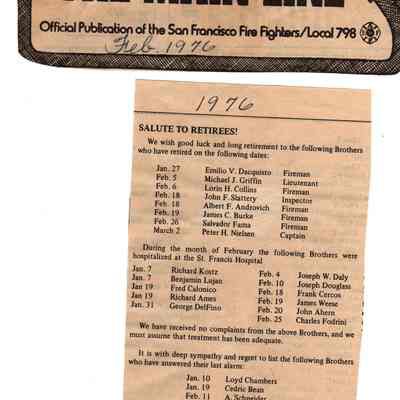 THE MAIN LINE
Official Publication of the San Francisco Fire Fighters/Local 798
Feb. 1976
1976
SALUTE TO RETIREES!
We wish good luck and long retirement to the following Brothers
who have retired on the following dates:
Jan. 27 Emilio V. Dacquisto Fireman
Feb. 5 Michael J. Griffin Lieutenant
Feb. 6 Lorin H. Collins Fireman
Feb. 18 John F. Slattery Inspector
Feb. 18 Albert F. Androvich Fireman
Feb. 19 James C. Burke Fireman
Feb. 26 Salvador Fama Fireman
March 2 Peter H. Nielsen Captain
During the month of February the following Brothers were
hospitalized at the St. Francis Hospital
Jan. 7 Richard Kostz Feb. 4 Joseph W. Daly
Jan. 7 Benjamin Lujan Feb. 10 Joseph Douglass
Jan 19 Fred Calonico Feb. 18 Frank Cercos
Jan 19 Richard Ames Feb. 19 James Weese
Jan. 31 George DelFino Feb. 20 John Ahern
Feb. 25 Charles Fodrini
We have received no complaints from the above Brothers, and we
must assume that treatment has been adequate.
It is with deep sympathy and regret to list the following Brothers
who have answered their last alarm:
Jan. 10 Loyd Chambers
Jan. 19 Cedric Bean
Feb. 11 A. Schneider